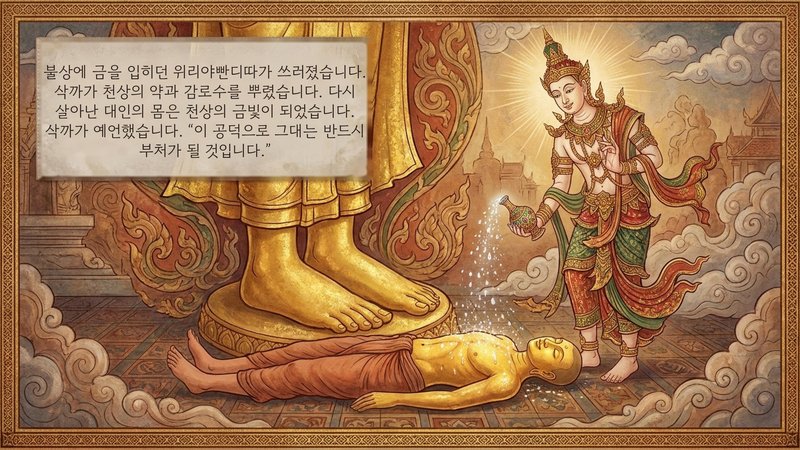 불상에 금을 입히던 위리야빤디따가 쓰러졌습니다.
삭까가 천상의 약과 감로수를 뿌렸습니다. 다시
살아난 대인의 몸은 천상의 금빛이 되었습니다.
삭까가 예언했습니다. “이 공덕으로 그대는 반드시
부처가 될 것입니다.”